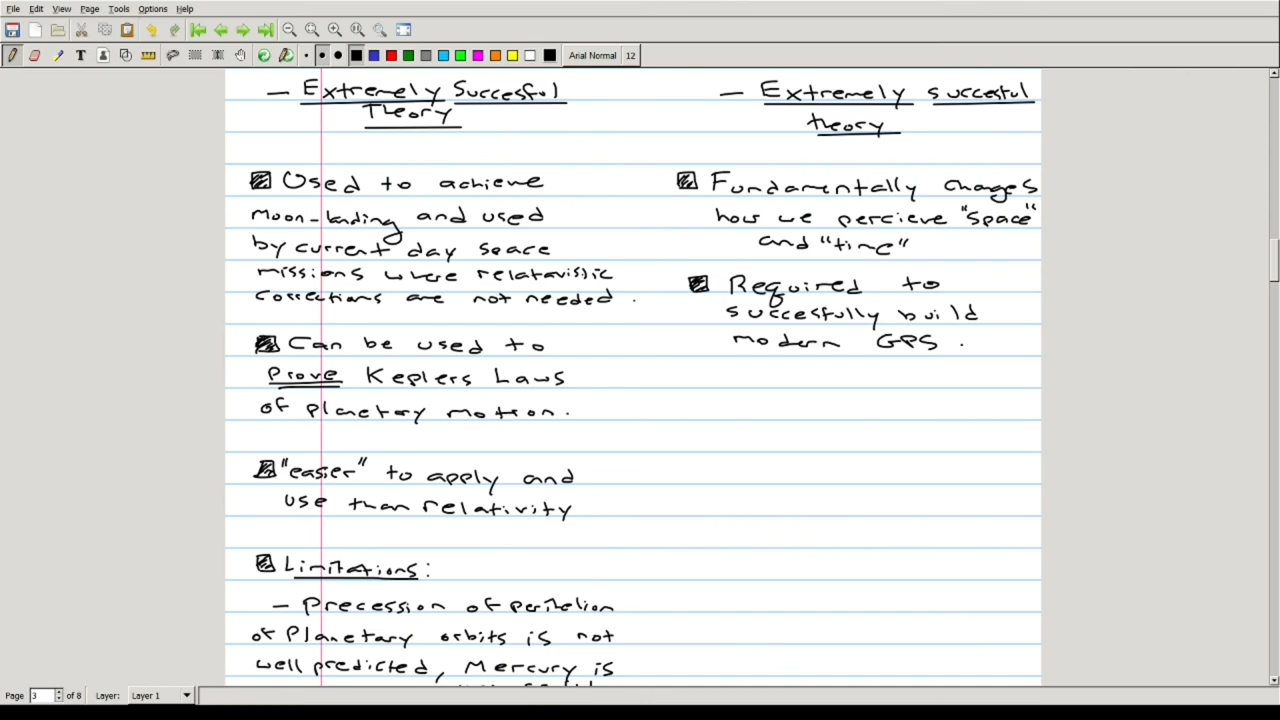 File Edit View Page Tools Options Help
T Arial Normal 12
— Extremely Succesful
Theory
■ Used to achieve
Moon-landing and used
by current day space
missions where relatavistic
corrections are not needed .
■ Can be used to
Prove Keplers Laws
of planetary motion.
■ "easier" to apply and
use than relativity
■ Limitations:
— Precession of perihelion
of Planetary orbits is not
well predicted, Mercury is
— Extremely succesful
theory
■ Fundamentally changes
how we percieve "space"
and "time"
■ Required to
succesfully build
modern GPS .
Page 3 of 8 Layer: Layer 1